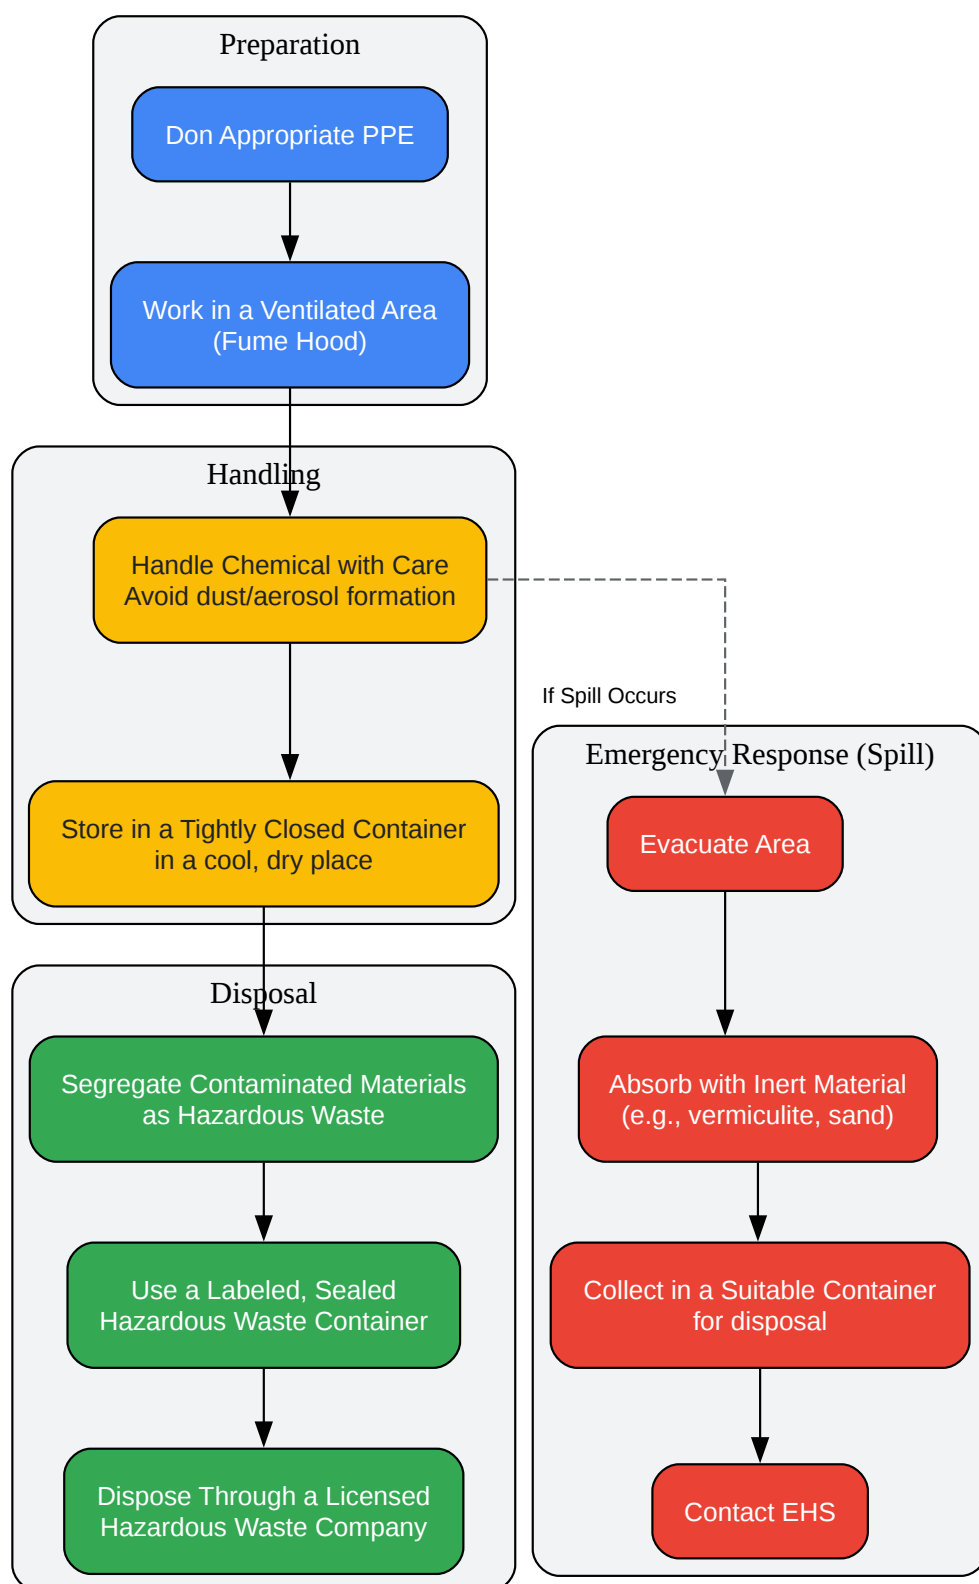 Preparation
Don Appropriate PPE
Work in a Ventilated Area
(Fume Hood)
Handling
Handle Chemical with Care
Avoid dust/aerosol formation
If Spill Occurs
Store in a Tightly Closed Container
in a cool, dry place
Emergency Response (Spill)
Evacuate Area
Absorb with Inert Material
(e.g., vermiculite, sand)
Collect in a Suitable Container
for disposal
Contact EHS
Disposal
Segregate Contaminated Materials
as Hazardous Waste
Use a Labeled, Sealed
Hazardous Waste Container
Dispose Through a Licensed
Hazardous Waste Company